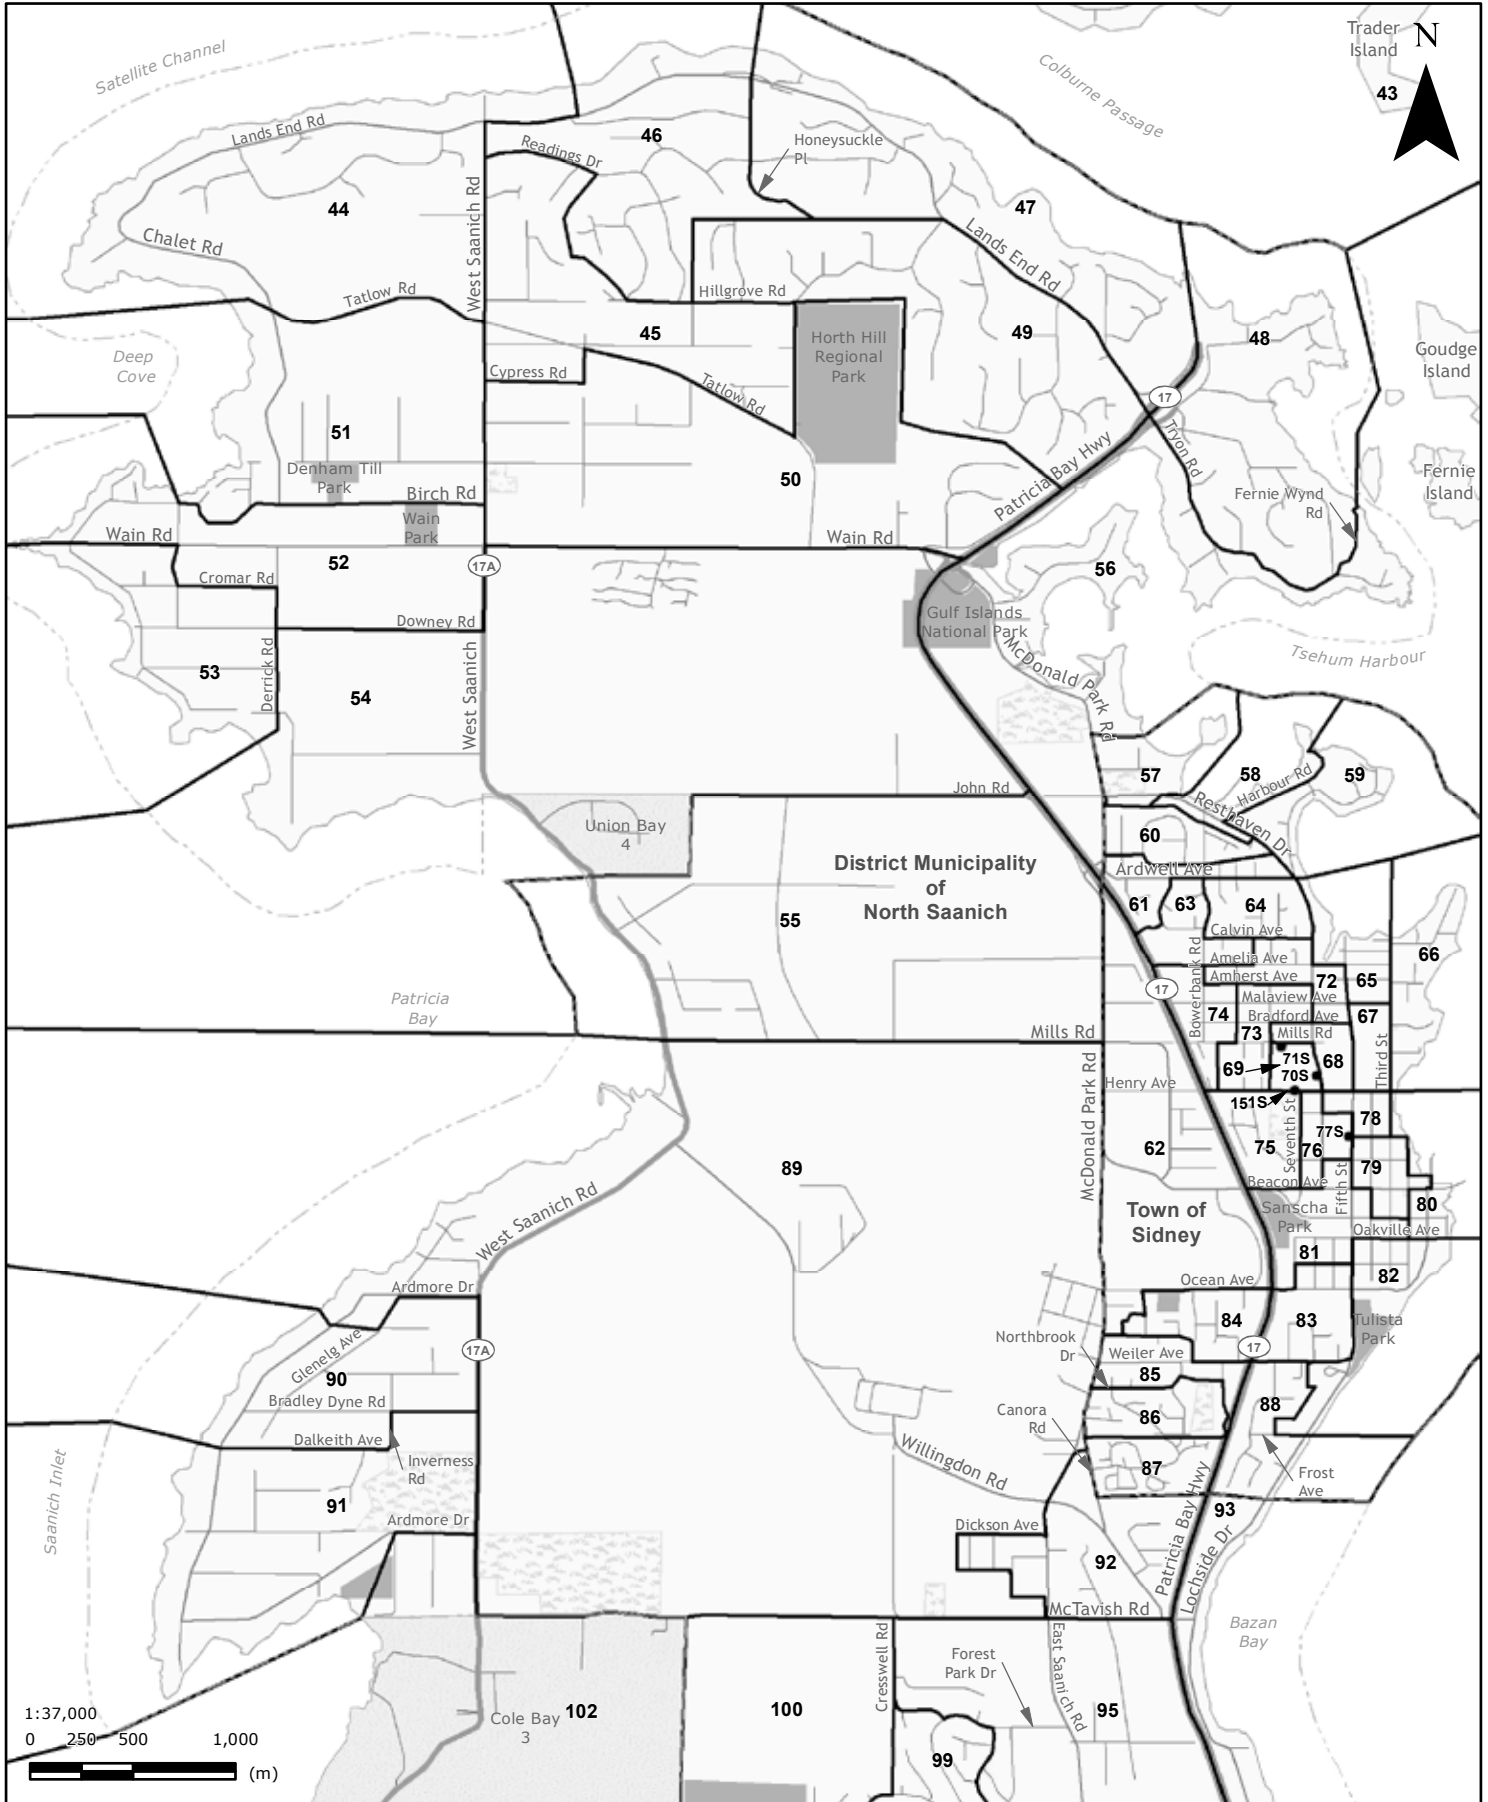 Trader
Island
N
43
Satellite Channel
Colburne Passage
Lands End Rd
46
Readings Dr
Honeysuckle
Pl
44
West Saanich Rd
47
Chalet Rd
Lands End Rd
Tatlow Rd
Hillgrove Rd
45
Horth Hill
Regional
Park
49
48
Goudge
Island
Deep
Cove
Cypress Rd
Tatlow Rd
17
51
Tryon Rd
Patricia Bay Hwy
Denham Till
Park
50
Fernie
Island
Birch Rd
Fernie Wynd
Rd
Wain
Park
Wain Rd
Wain Rd
52
17A
56
Cromar Rd
Gulf Islands
National Park
Downey Rd
McDonald Park Rd
Tsehum Harbour
53
Derrick Rd
54
West Saanich
57
58
59
Harbour Rd
John Rd
Resthaven Dr
Union Bay
4
60
District Municipality
of
North Saanich
Ardwell Ave
61
63
64
55
Calvin Ave
66
Bowerbank Rd
Amelia Ave
Amherst Ave
72
65
17
Malaview Ave
Patricia
Bay
74
Bradford Ave
67
Mills Rd
73
Mills Rd
69
71S
68
Third St
70S
McDonald Park Rd
Henry Ave
151S
Seventh St
78
77S
62
75
76
89
79
Beacon Ave
Fifth St
West Saanich Rd
Town of
Sidney
Sanscha
Park
80
Oakville Ave
81
Ocean Ave
82
Ardmore Dr
84
83
Tulista
Park
Northbrook
Dr
17A
17
Glenelg Ave
Weiler Ave
85
90
Bradley Dyne Rd
88
Canora
Rd
86
Dalkeith Ave
Willingdon Rd
Inverness
Rd
87
Frost
Ave
Saanich Inlet
91
Patricia Bay Hwy
93
Ardmore Dr
Dickson Ave
Lochside Dr
92
McTavish Rd
Bazan
Bay
Cresswell Rd
East Saanich Rd
Forest
Park Dr
1:37,000
Cole Bay
3
102
100
95
0 250 500 1,000
(m)
99